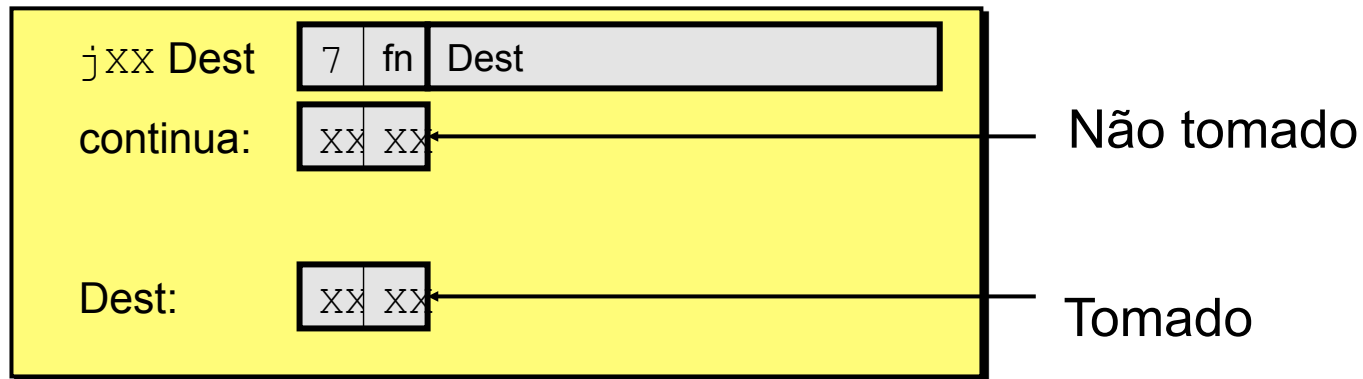 jXX Dest 7 fn Dest
continua: XX XX Não tomado
Dest: XX XX Tomado